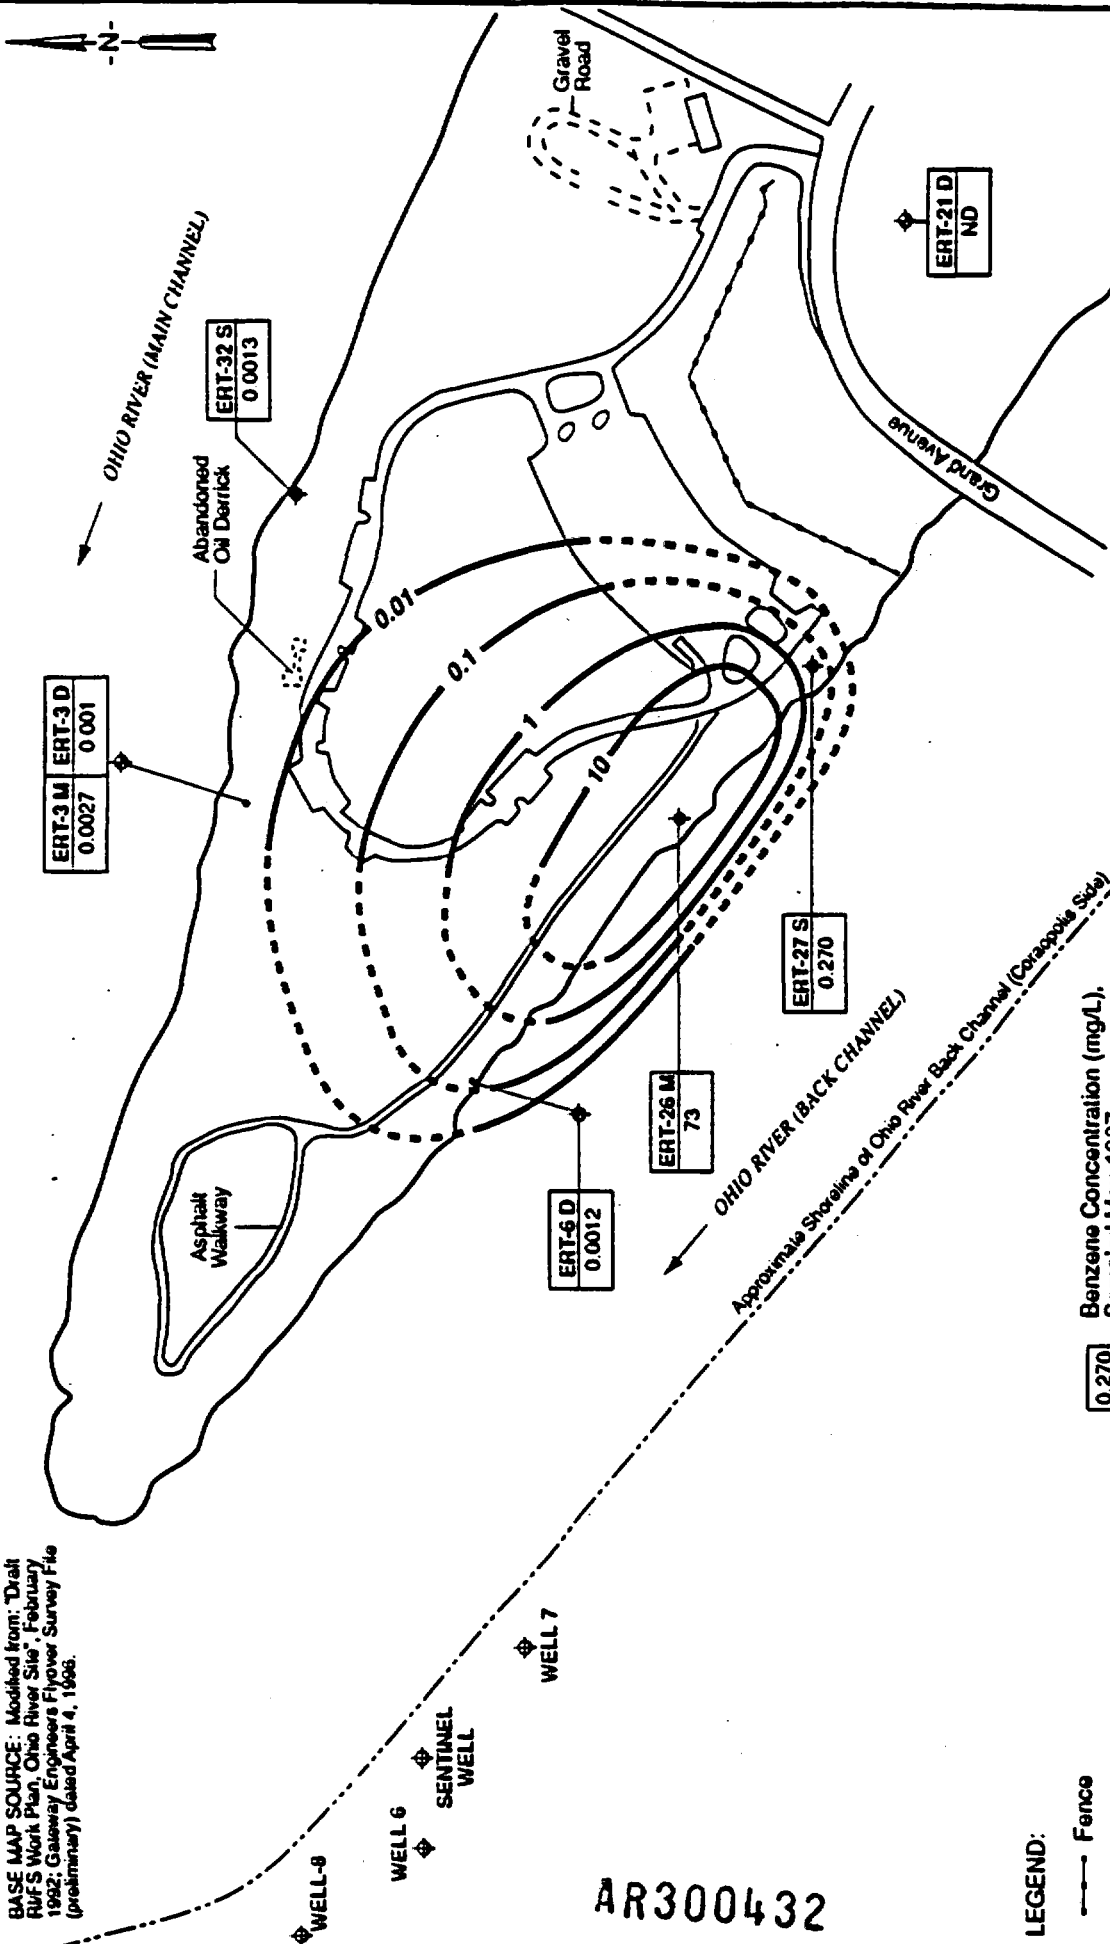 BASE MAP SOURCE: Modified from: "Draft
RI/FS Work Plan, Ohio River Site", February
1992; Gateway Engineers Flyover Survey File
(preliminary) dated April 4, 1996.
-N-
OHIO RIVER (MAIN CHANNEL)
Gravel
Road
ERT-32 S
0.0013
Abandoned
Oil Derrick
ERT-3 M ERT-3 D
0.0027 0.001
ERT-21 D
ND
Grand Avenue
0.01
0.1
1
10
Asphalt
Walkway
ERT-6 D
0.0012
ERT-26 M
73
ERT-27 S
0.270
OHIO RIVER (BACK CHANNEL)
Approximate Shoreline of Ohio River Back Channel (Coraopolis Side)
WELL 7
SENTINEL
WELL
WELL 6
WELL-8
AR300432
LEGEND:
Fence
0.270 Benzene Concentration (mg/L),